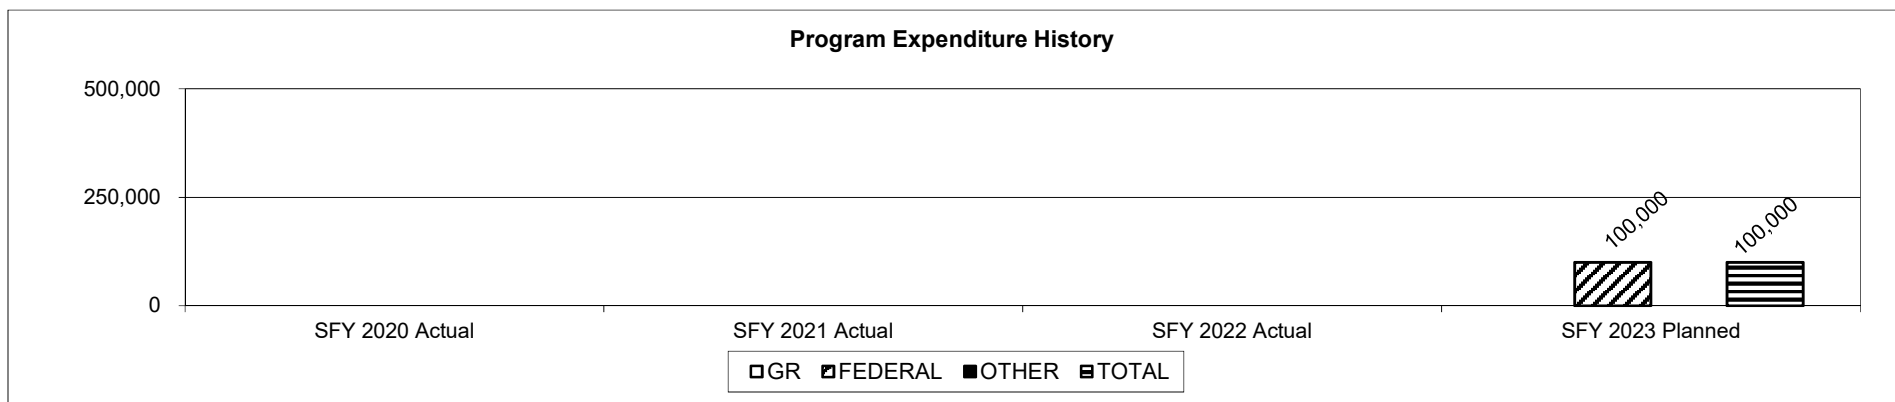 Program Expenditure History
500,000
250,000
0
100,000
100,000
SFY 2020 Actual
SFY 2021 Actual
SFY 2022 Actual
SFY 2023 Planned
GR FEDERAL OTHER TOTAL